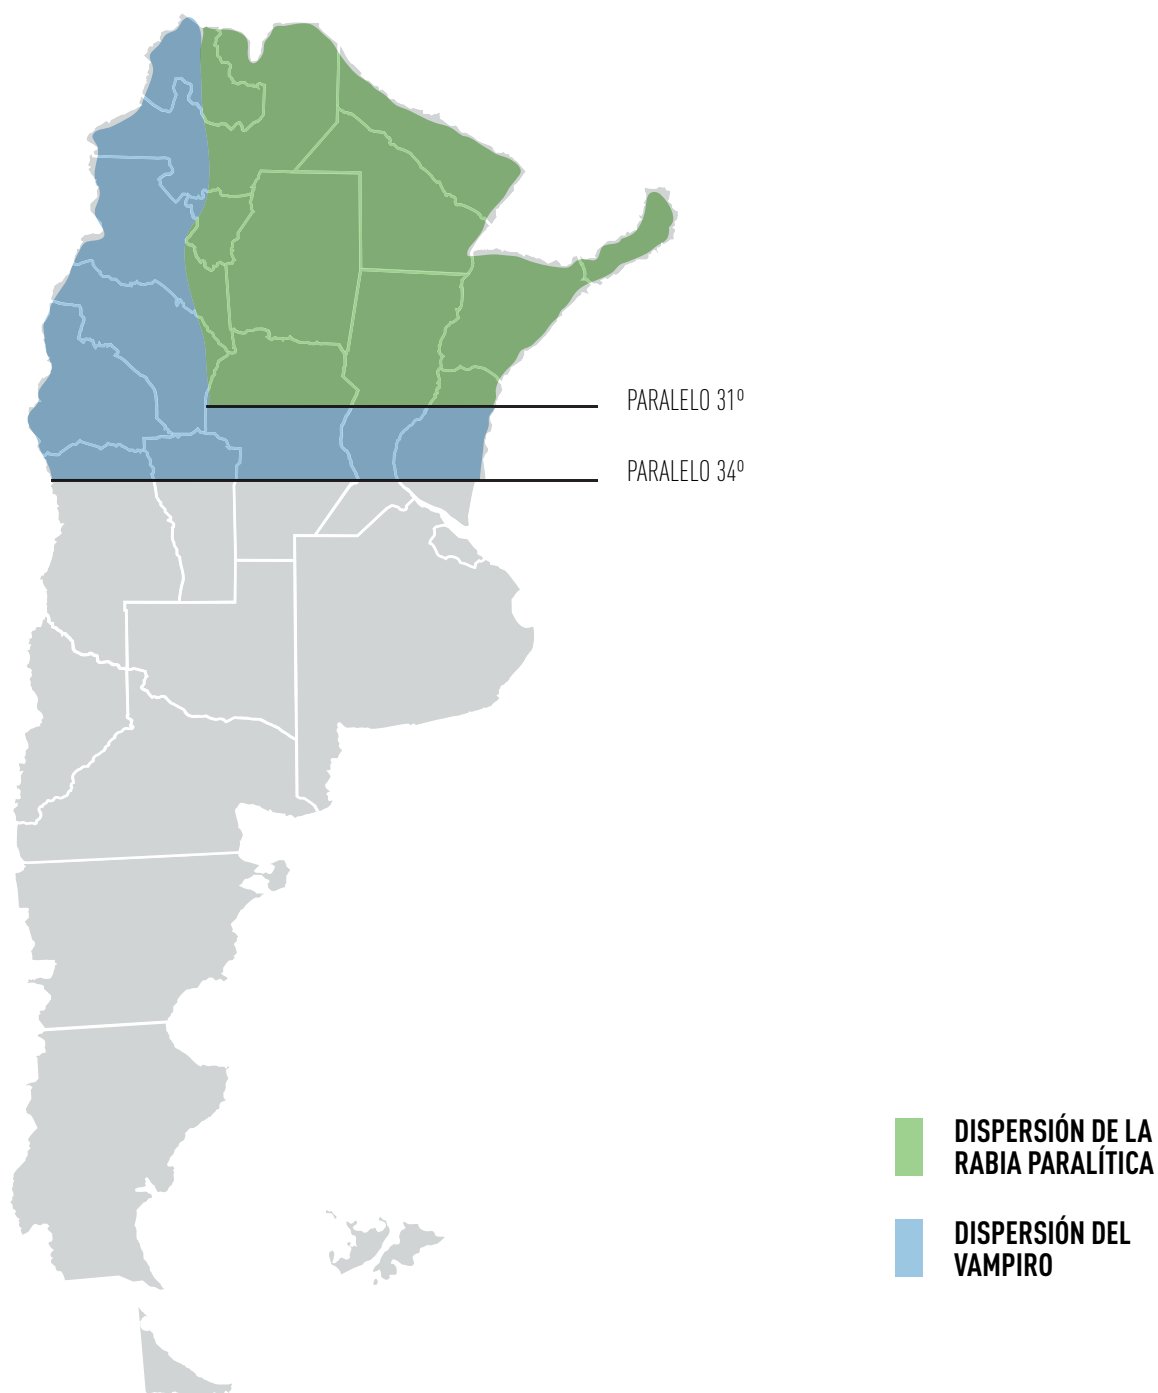 PARALELO 31º
PARALELO 34º
DISPERSIÓN DE LA
RABIA PARALÍTICA
DISPERSIÓN DEL
VAMPIRO